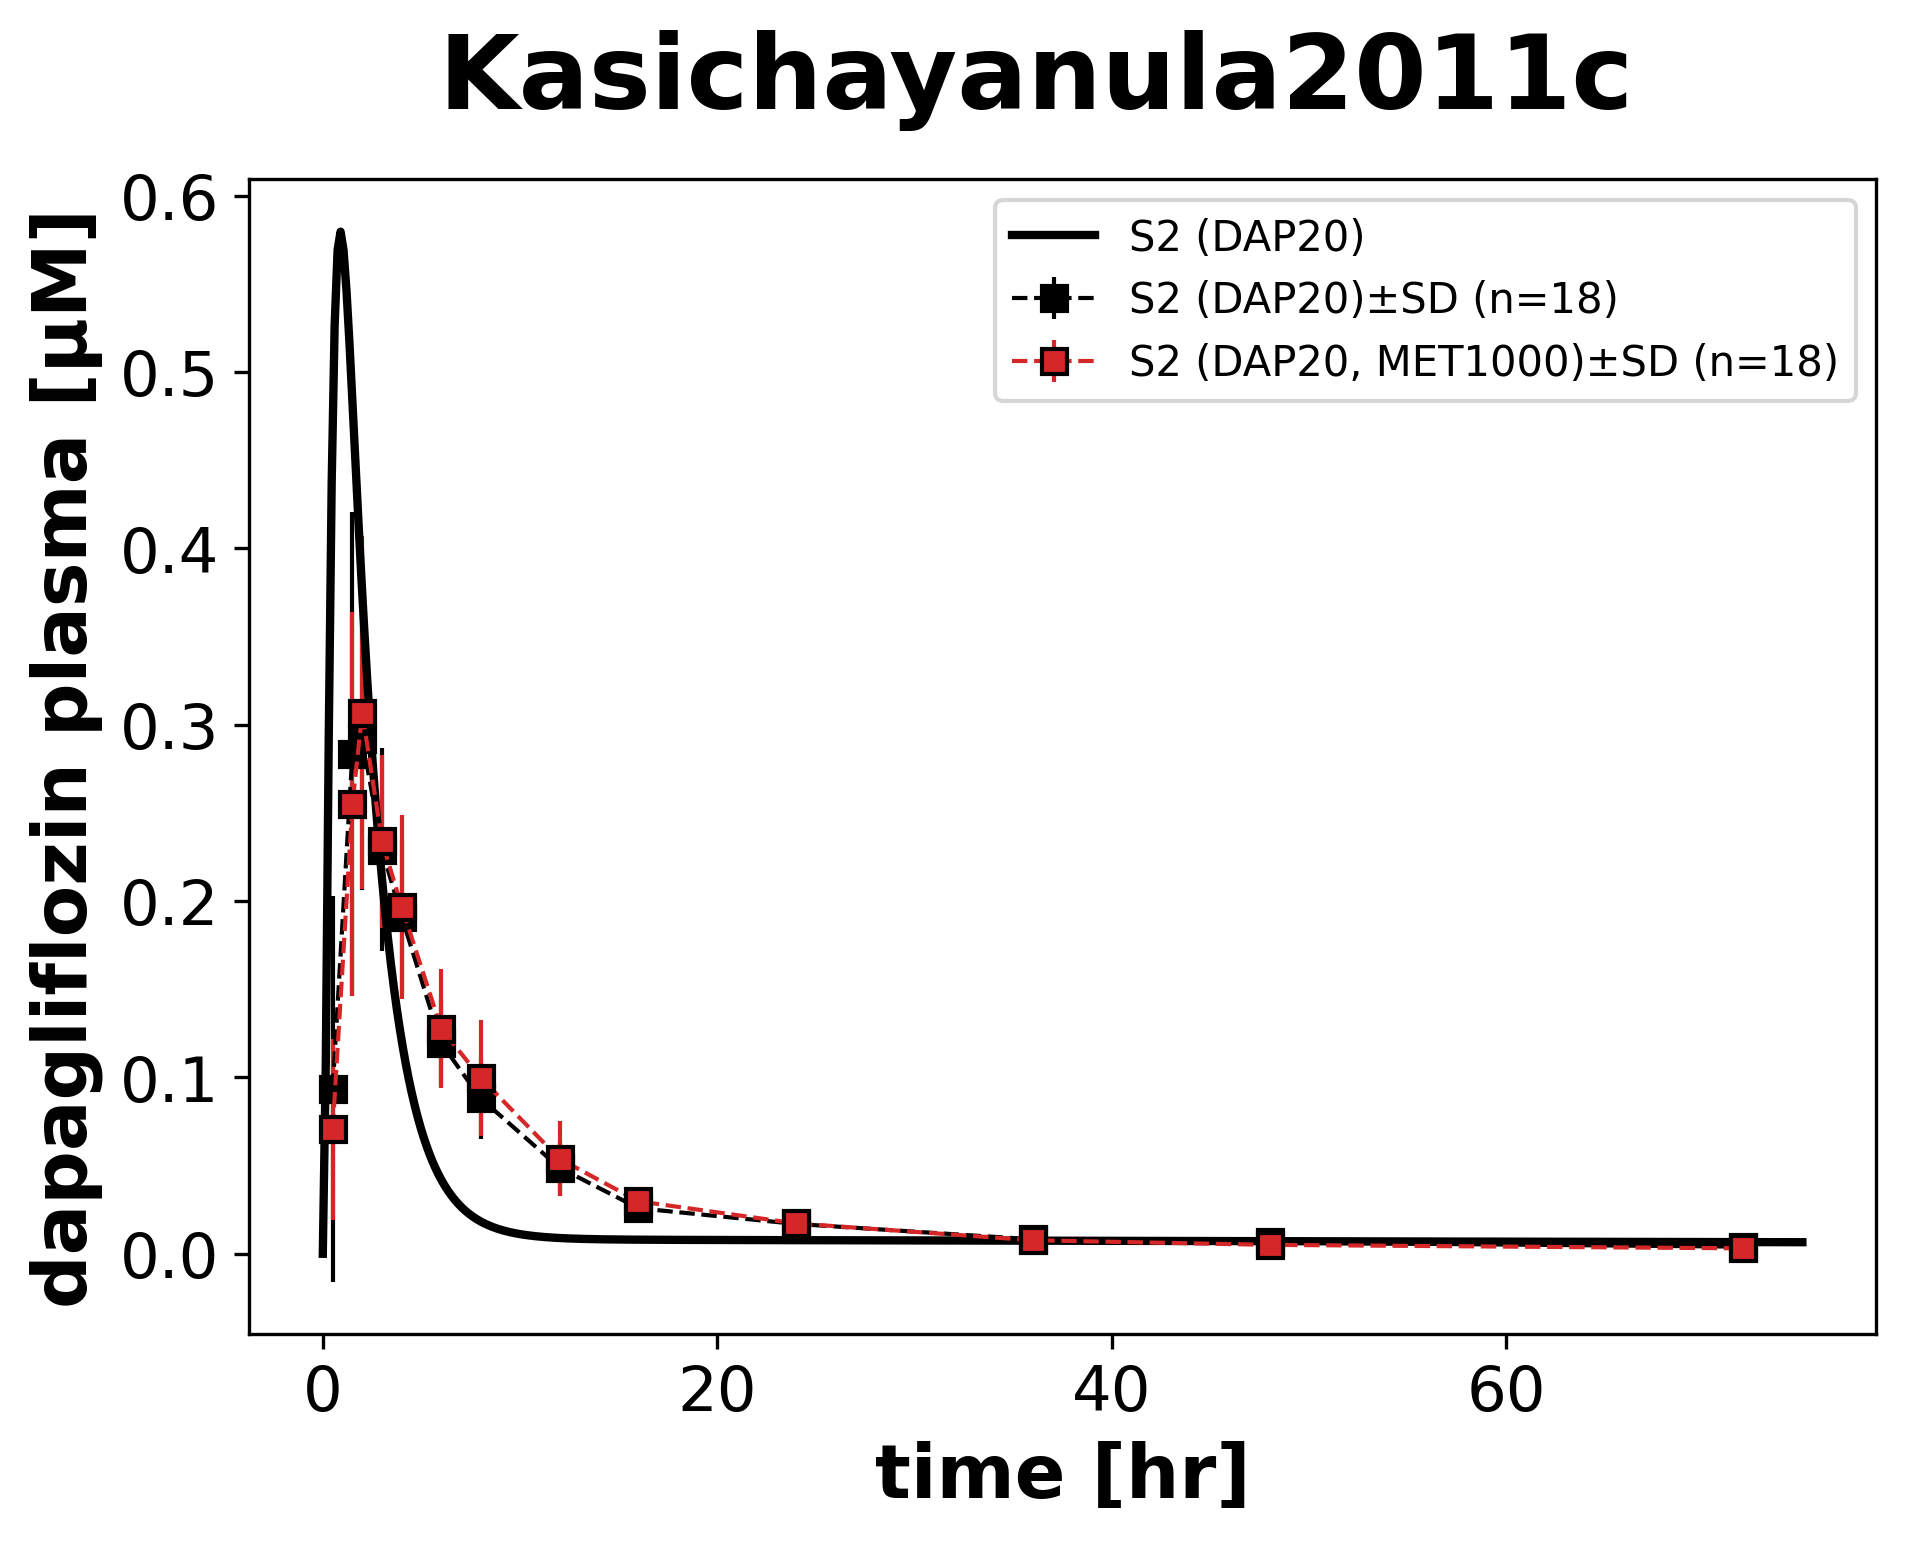 Kasichayanula2011c
dapagliflozin plasma [µM]
0.6
0.5
0.4
0.3
0.2
0.1
0.0
S2 (DAP20)
S2 (DAP20)±SD (n=18)
S2 (DAP20, MET1000)±SD (n=18)
0 20 40 60
time [hr]